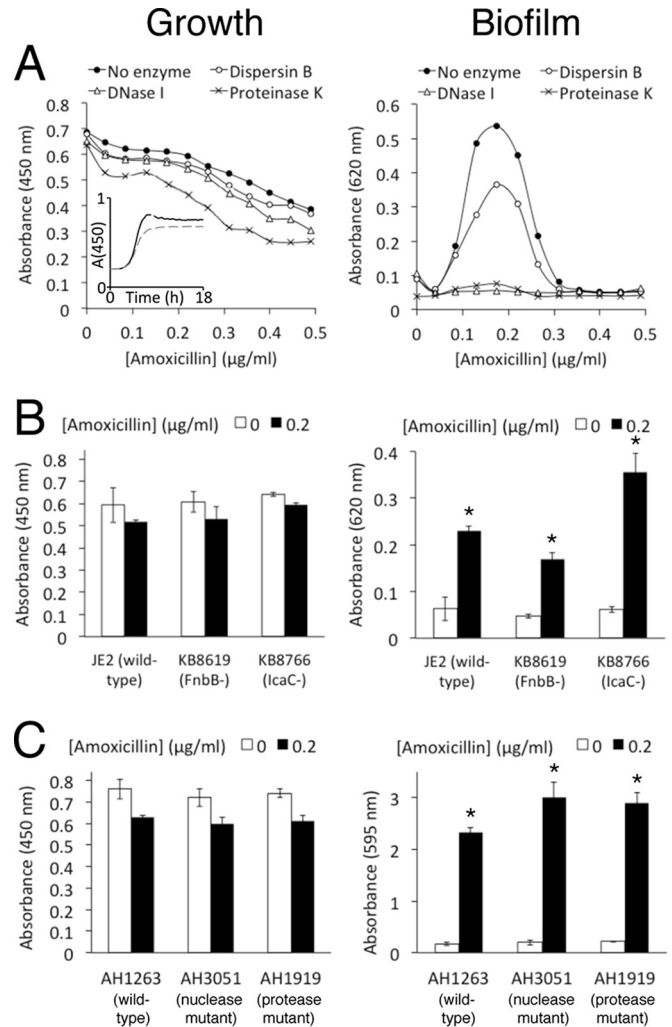 Growth
Biofilm
A
No enzyme
Dispersin B
DNase I
Proteinase K
Absorbance (450 nm)
0.8
0.7
0.6
0.5
0.4
0.3
0.2
0.1
0
A(450)
1
0
0
Time (h)
18
0
0.1
0.2
0.3
0.4
0.5
[Amoxicillin] (µg/ml)
No enzyme
Dispersin B
DNase I
Proteinase K
Absorbance (620 nm)
0.6
0.5
0.4
0.3
0.2
0.1
0
0
0.1
0.2
0.3
0.4
0.5
[Amoxicillin] (µg/ml)
B
[Amoxicillin] (µg/ml) 0 0.2
Absorbance (450 nm)
0.8
0.7
0.6
0.5
0.4
0.3
0.2
0.1
0
JE2 (wild-
type)
KB8619
(FnbB-)
KB8766
(IcaC-)
[Amoxicillin] (µg/ml) 0 0.2
Absorbance (620 nm)
0.4
0.3
0.2
0.1
0
*
*
*
JE2 (wild-
type)
KB8619
(FnbB-)
KB8766
(IcaC-)
C
[Amoxicillin] (µg/ml) 0 0.2
Absorbance (450 nm)
0.8
0.7
0.6
0.5
0.4
0.3
0.2
0.1
0
AH1263
(wild-
type)
AH3051
(nuclease
mutant)
AH1919
(protease
mutant)
[Amoxicillin] (µg/ml) 0 0.2
Absorbance (595 nm)
3
2
1
0
*
*
*
AH1263
(wild-
type)
AH3051
(nuclease
mutant)
AH1919
(protease
mutant)